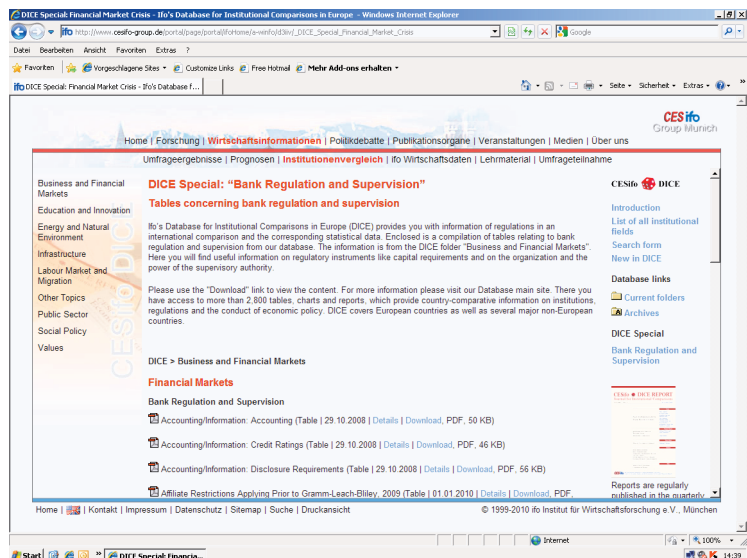 DICE Special: Financial Market Crisis - Ifo's Database for Institutional Comparisons in Europe - Windows Internet Explorer
http://www.cesifo-group.de/portal/page/portal/ifoHome/a-winfo/d3iiv/_DICE_Special_Financial_Market_Crisis
Google
Datei Bearbeiten Ansicht Favoriten Extras ?
Favoriten Vorgeschlagene Sites Customize Links Free Hotmail Mehr Add-ons erhalten
DICE Special: Financial Market Crisis - Ifo's Database f...
Seite Sicherheit Extras
CESifo
Group Munich
Home | Forschung | Wirtschaftsinformationen | Politikdebatte | Publikationsorgane | Veranstaltungen | Medien | Über uns
Umfrageergebnisse | Prognosen | Institutionenvergleich | ifo Wirtschaftsdaten | Lehrmaterial | Umfrageteilnahme
Business and Financial
Markets
Education and Innovation
Energy and Natural
Environment
Infrastructure
Labour Market and
Migration
Other Topics
Public Sector
Social Policy
Values
CESifo DICE
DICE Special: “Bank Regulation and Supervision”
Tables concerning bank regulation and supervision
Ifo's Database for Institutional Comparisons in Europe (DICE) provides you with information of regulations in an
international comparison and the corresponding statistical data. Enclosed is a compilation of tables relating to bank
regulation and supervision from our database. The information is from the DICE folder "Business and Financial Markets".
Here you will find useful information on regulatory instruments like capital requirements and on the organization and the
power of the supervisory authority.
Please use the "Download" link to view the content. For more information please visit our Database main site. There you
have access to more than 2,800 tables, charts and reports, which provide country-comparative information on institutions,
regulations and the conduct of economic policy. DICE covers European countries as well as several major non-European
countries.
DICE > Business and Financial Markets
Financial Markets
Bank Regulation and Supervision
Accounting/Information: Accounting (Table | 29.10.2008 | Details | Download, PDF, 50 KB)
Accounting/Information: Credit Ratings (Table | 29.10.2008 | Details | Download, PDF, 46 KB)
Accounting/Information: Disclosure Requirements (Table | 29.10.2008 | Details | Download, PDF, 56 KB)
Affiliate Restrictions Applying Prior to Gramm-Leach-Bliley, 2009 (Table | 01.01.2010 | Details | Download, PDF,
CESifo DICE
Introduction
List of all institutional
fields
Search form
New in DICE
Database links
Current folders
Archives
DICE Special
Bank Regulation and
Supervision
CESifo DICE REPORT
Reports are regularly
published in the quarterly
Home | Kontakt | Impressum | Datenschutz | Sitemap | Suche | Druckansicht
© 1999-2010 ifo Institut für Wirtschaftsforschung e.V., München
Internet
100%
Start
DICE Special: Financia...
14:39